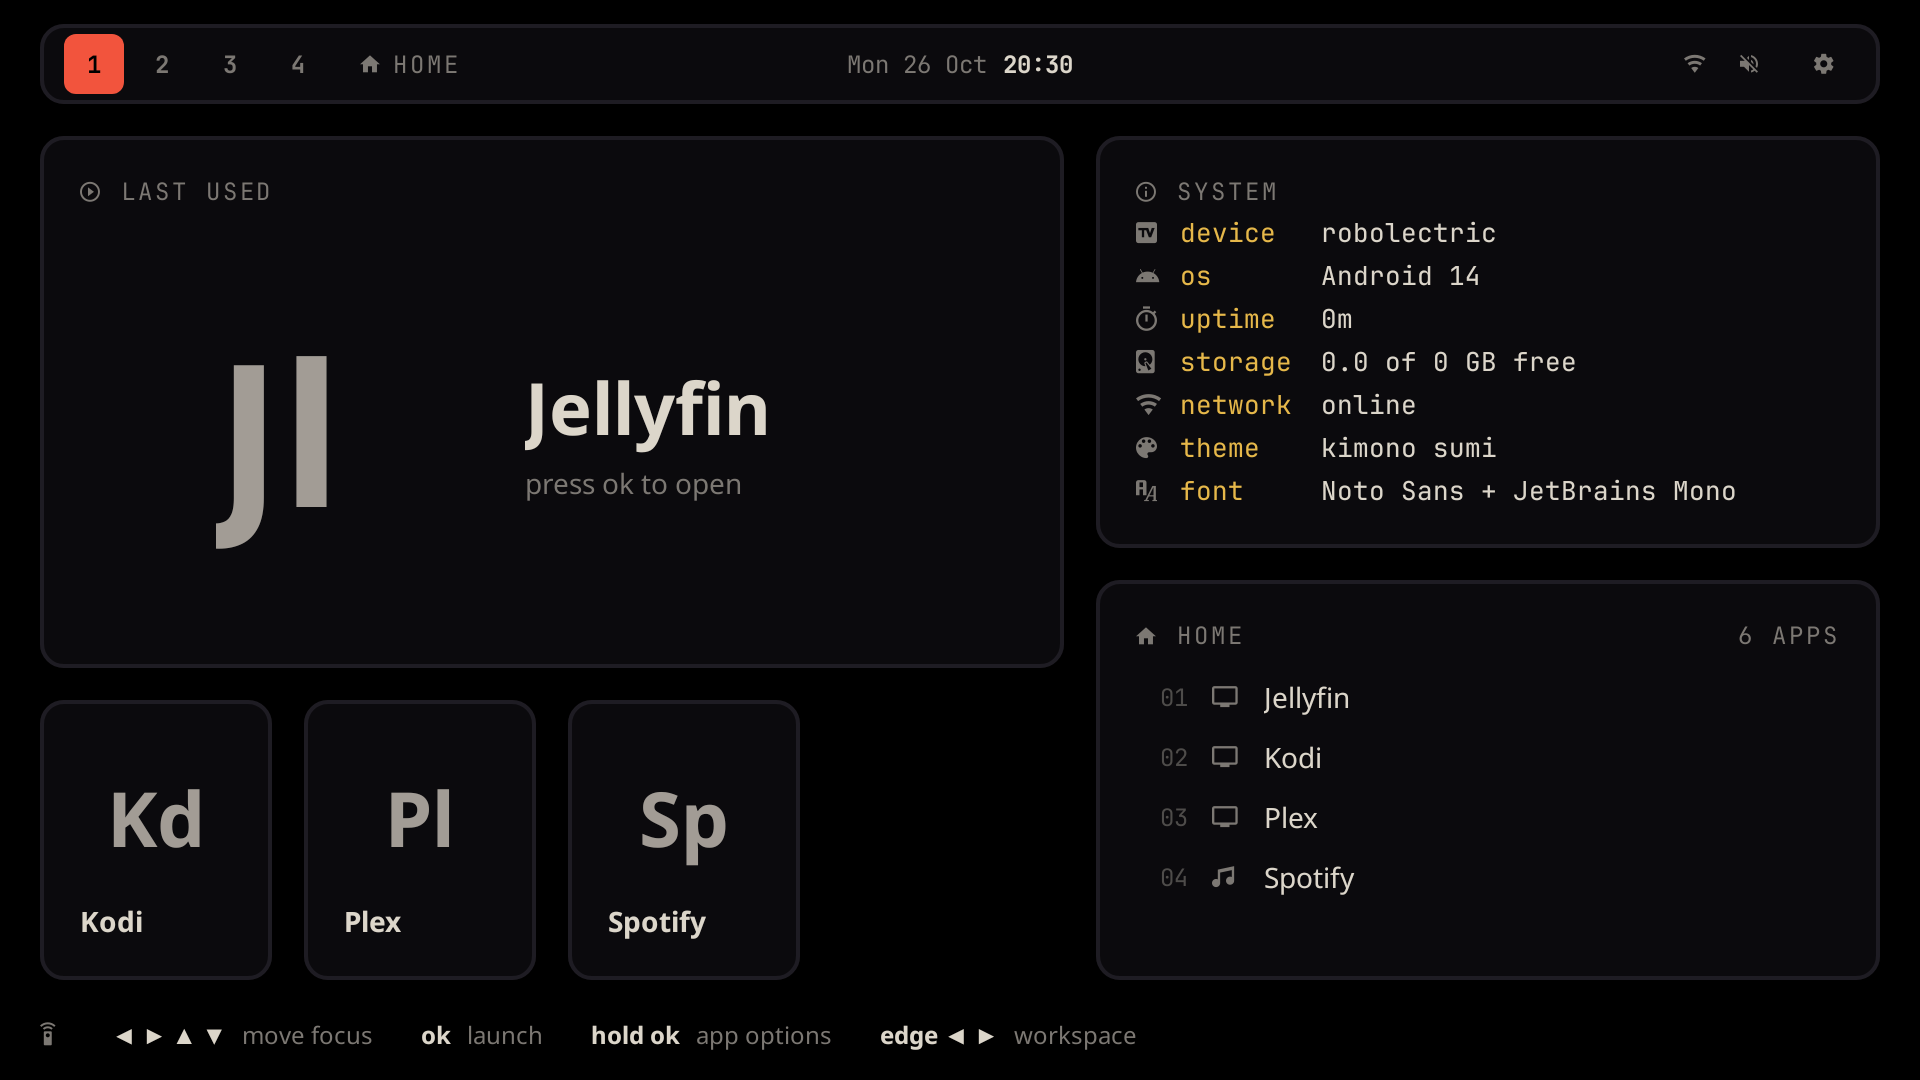 1 2 3 4 HOME Mon 26 Oct 20:30
LAST USED
Jl
Jellyfin
press ok to open
SYSTEM
TV device robolectric
os Android 14
uptime 0m
storage 0.0 of 0 GB free
network online
theme kimono sumi
font Noto Sans + JetBrains Mono
Kd
Kodi
Pl
Plex
Sp
Spotify
HOME 6 APPS
01 Jellyfin
02 Kodi
03 Plex
04 Spotify
◀ ▶ ▲ ▼ move focus ok launch hold ok app options edge ◀ ▶ workspace